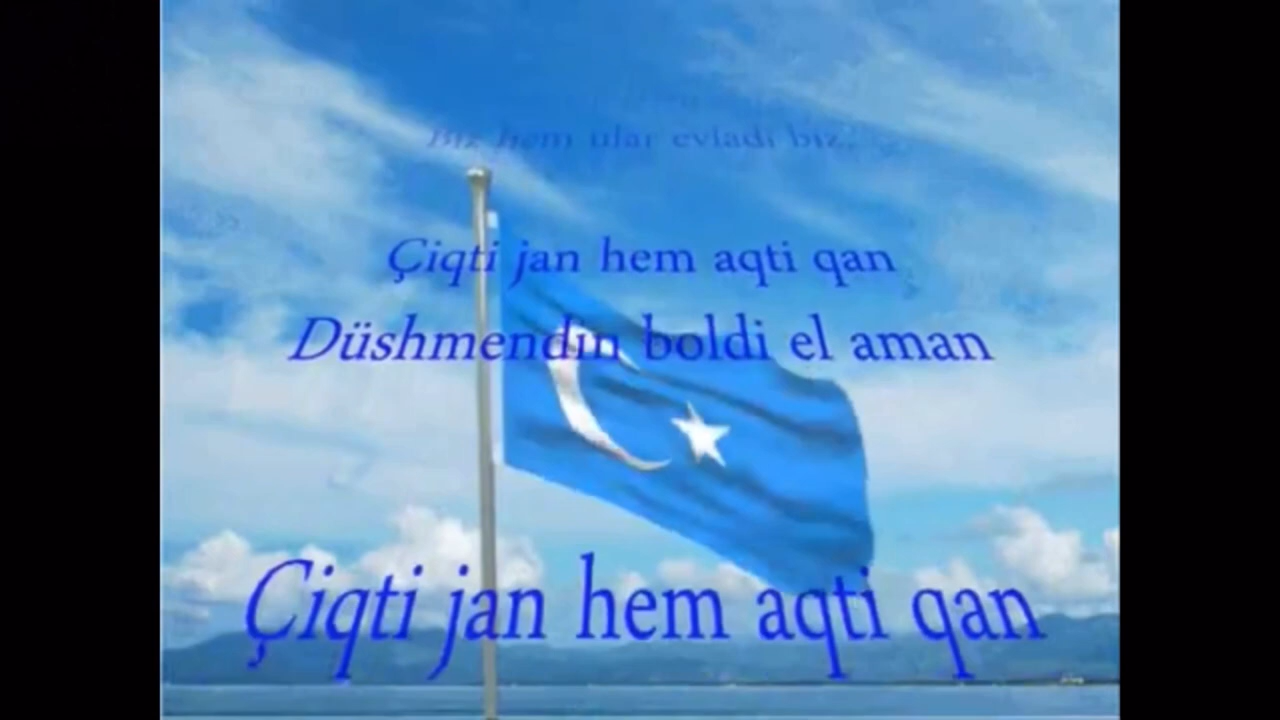 Biz hem ular evladi biz!
Çiqti jan hem aqti qan
Düshmendin boldi el aman
Çiqti jan hem aqti qan